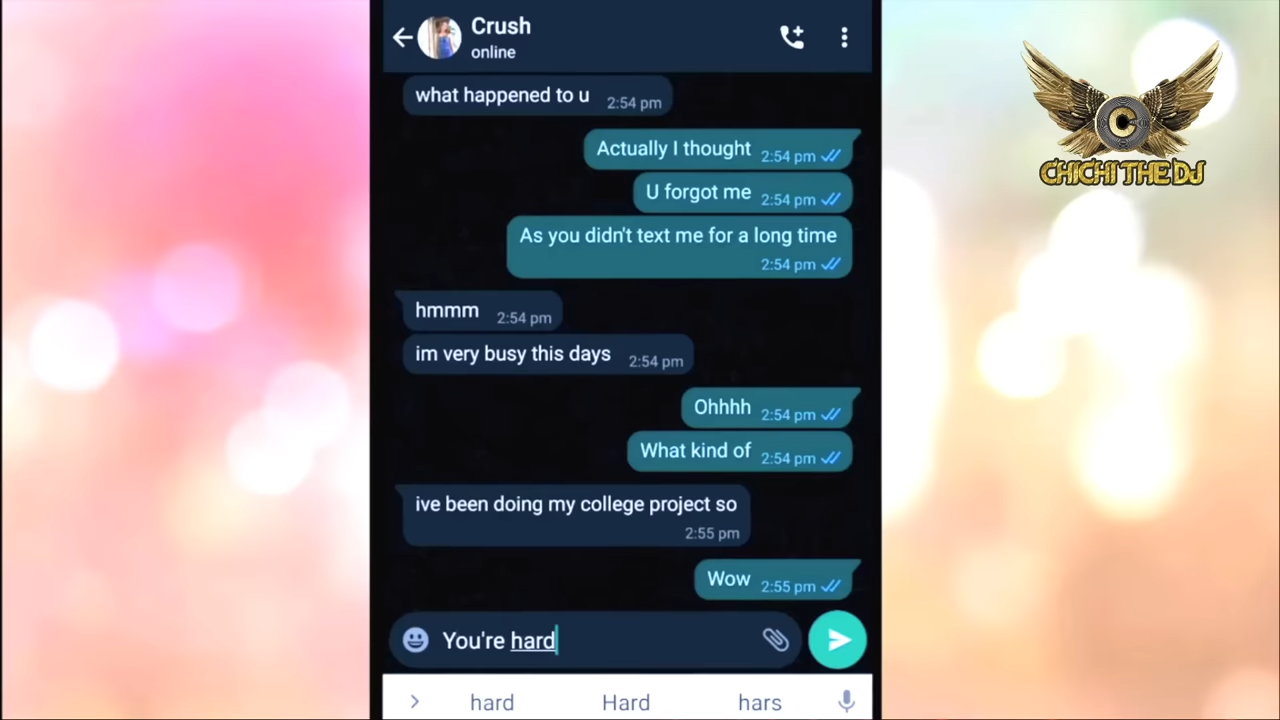 Crush
online
what happened to u 2:54 pm
Actually I thought 2:54 pm
U forgot me 2:54 pm
As you didn't text me for a long time
2:54 pm
hmmm 2:54 pm
im very busy this days 2:54 pm
Ohhhh 2:54 pm
What kind of 2:54 pm
ive been doing my college project so
2:55 pm
Wow 2:55 pm
You're hard
hard Hard hars
C
CHICHI THE DJ